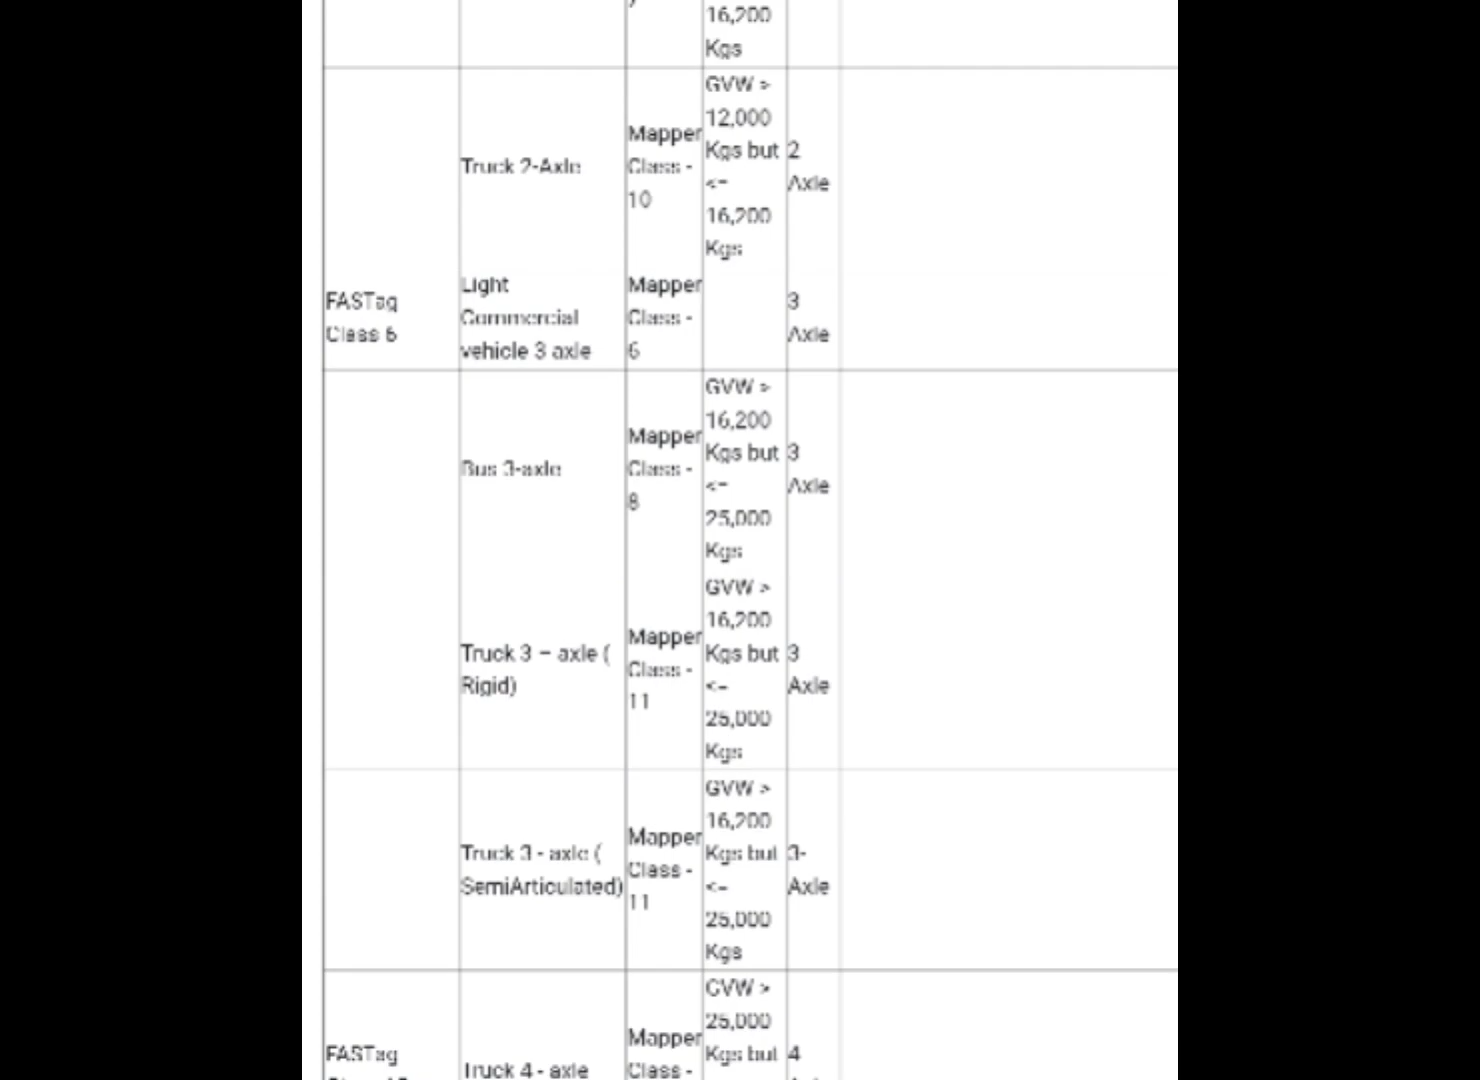 16,200
Kgs
Truck 2-Axle
Mapper
Class -
10
GVW >
12,000
Kgs but
<=
16,200
Kgs
2
Axle
FASTag
Class 6
Light
Commercial
vehicle 3 axle
Mapper
Class -
6
3
Axle
Bus 3-axle
Mapper
Class -
8
GVW >
16,200
Kgs but
<=
25,000
Kgs
3
Axle
Truck 3 – axle (
Rigid)
Mapper
Class -
11
GVW >
16,200
Kgs but
<=
25,000
Kgs
3
Axle
Truck 3 - axle (
SemiArticulated)
Mapper
Class -
11
GVW >
16,200
Kgs but
<=
25,000
Kgs
3-
Axle
FASTag
Truck 4 - axle
Mapper
Class -
GVW >
25,000
Kgs but
4